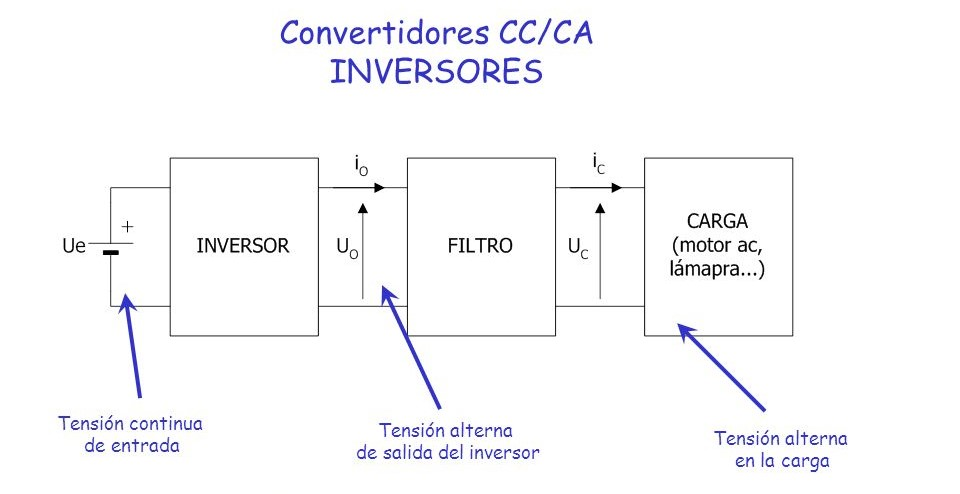 Convertidores CC/CA
INVERSORES
Ue
+
INVERSOR
iO
UO
FILTRO
iC
UC
CARGA
(motor ac,
lámapra...)
Tensión continua
de entrada
Tensión alterna
de salida del inversor
Tensión alterna
en la carga